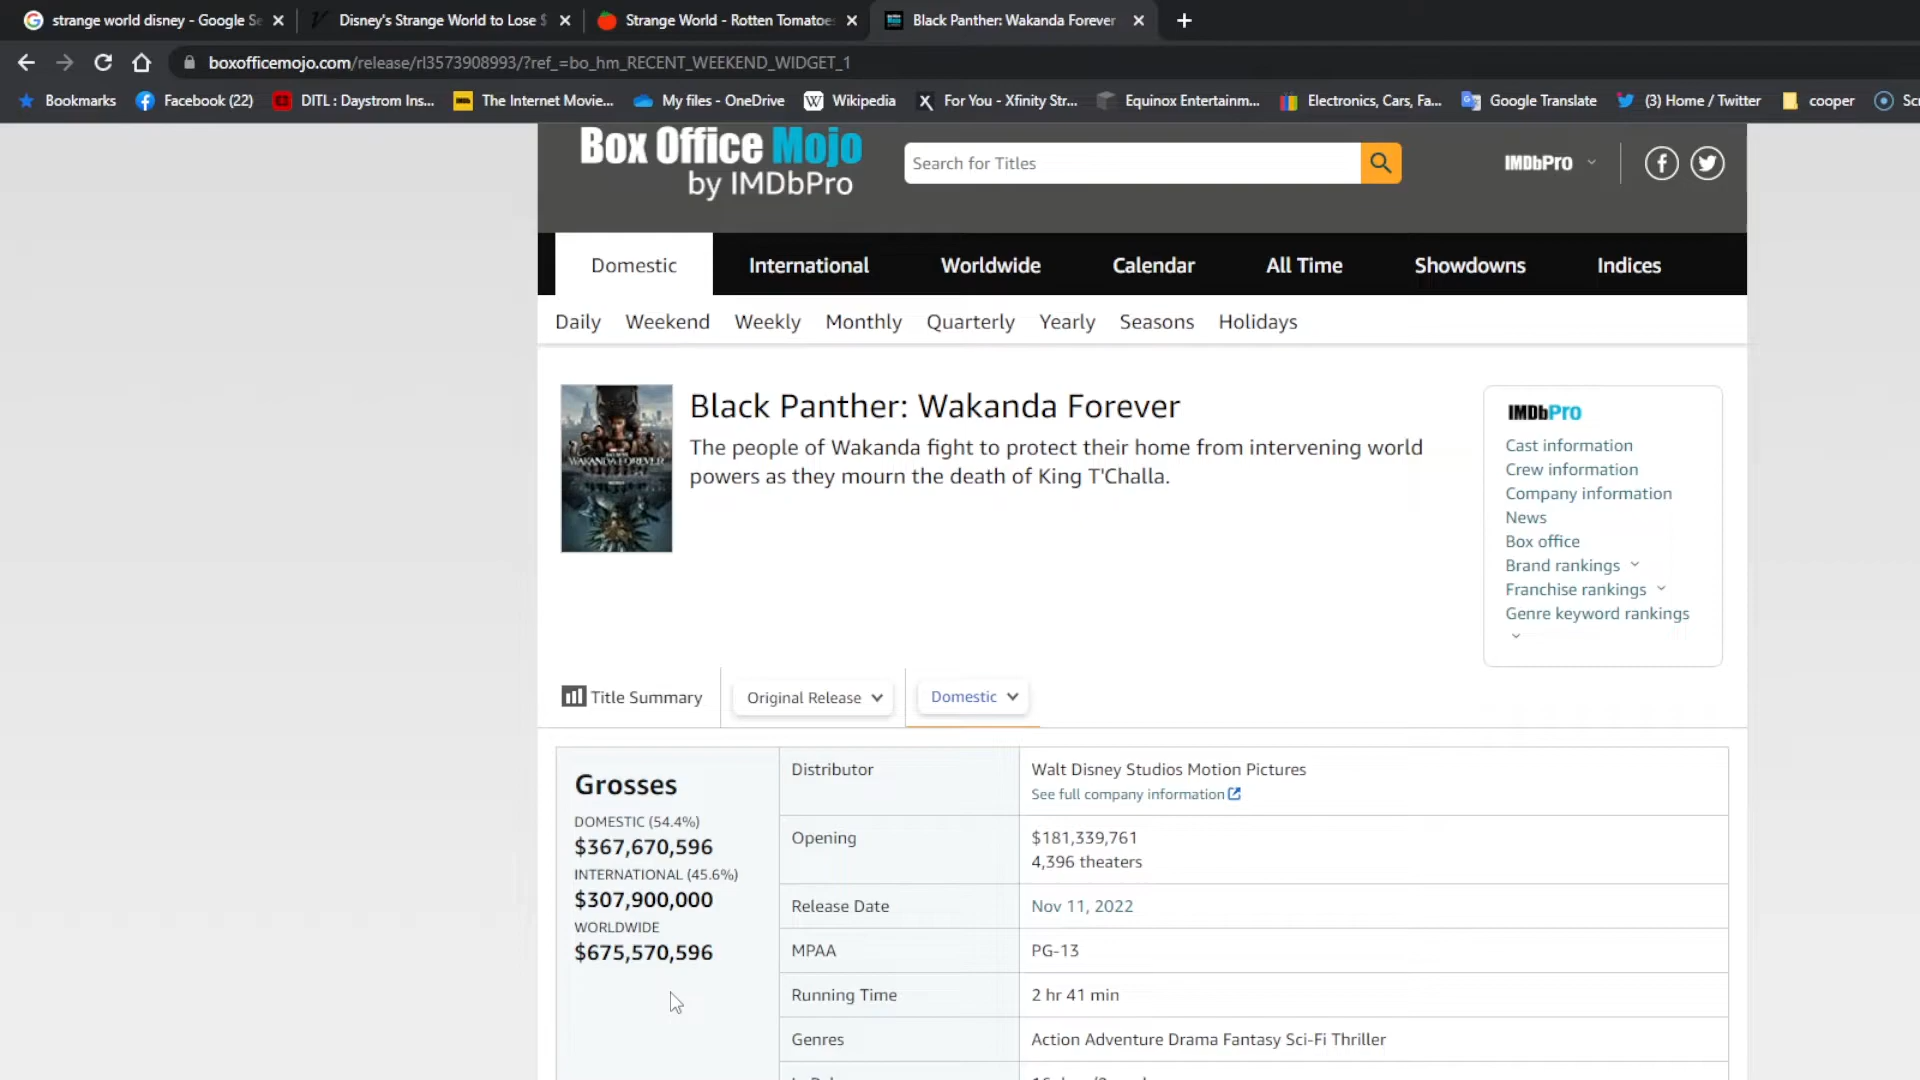 strange world disney - Google Se
Disney's Strange World to Lose $
Strange World - Rotten Tomatoe
Black Panther: Wakanda Forever
boxofficemojo.com/release/rl3573908993/?ref_=bo_hm_RECENT_WEEKEND_WIDGET_1
Bookmarks
Facebook (22)
DITL : Daystrom Ins...
The Internet Movie...
My files - OneDrive
Wikipedia
For You - Xfinity Str...
Equinox Entertainm...
Electronics, Cars, Fa...
Google Translate
(3) Home / Twitter
cooper
Scr
Box Office Mojo
by IMDbPro
Search for Titles
IMDbPro
Domestic
International
Worldwide
Calendar
All Time
Showdowns
Indices
Daily
Weekend
Weekly
Monthly
Quarterly
Yearly
Seasons
Holidays
WAKANDA FOREVER
Black Panther: Wakanda Forever
The people of Wakanda fight to protect their home from intervening world
powers as they mourn the death of King T'Challa.
IMDbPro
Cast information
Crew information
Company information
News
Box office
Brand rankings
Franchise rankings
Genre keyword rankings
Title Summary
Original Release
Domestic
Grosses
DOMESTIC (54.4%)
$367,670,596
INTERNATIONAL (45.6%)
$307,900,000
WORLDWIDE
$675,570,596
Distributor
Walt Disney Studios Motion Pictures
See full company information
Opening
$181,339,761
4,396 theaters
Release Date
Nov 11, 2022
MPAA
PG-13
Running Time
2 hr 41 min
Genres
Action Adventure Drama Fantasy Sci-Fi Thriller